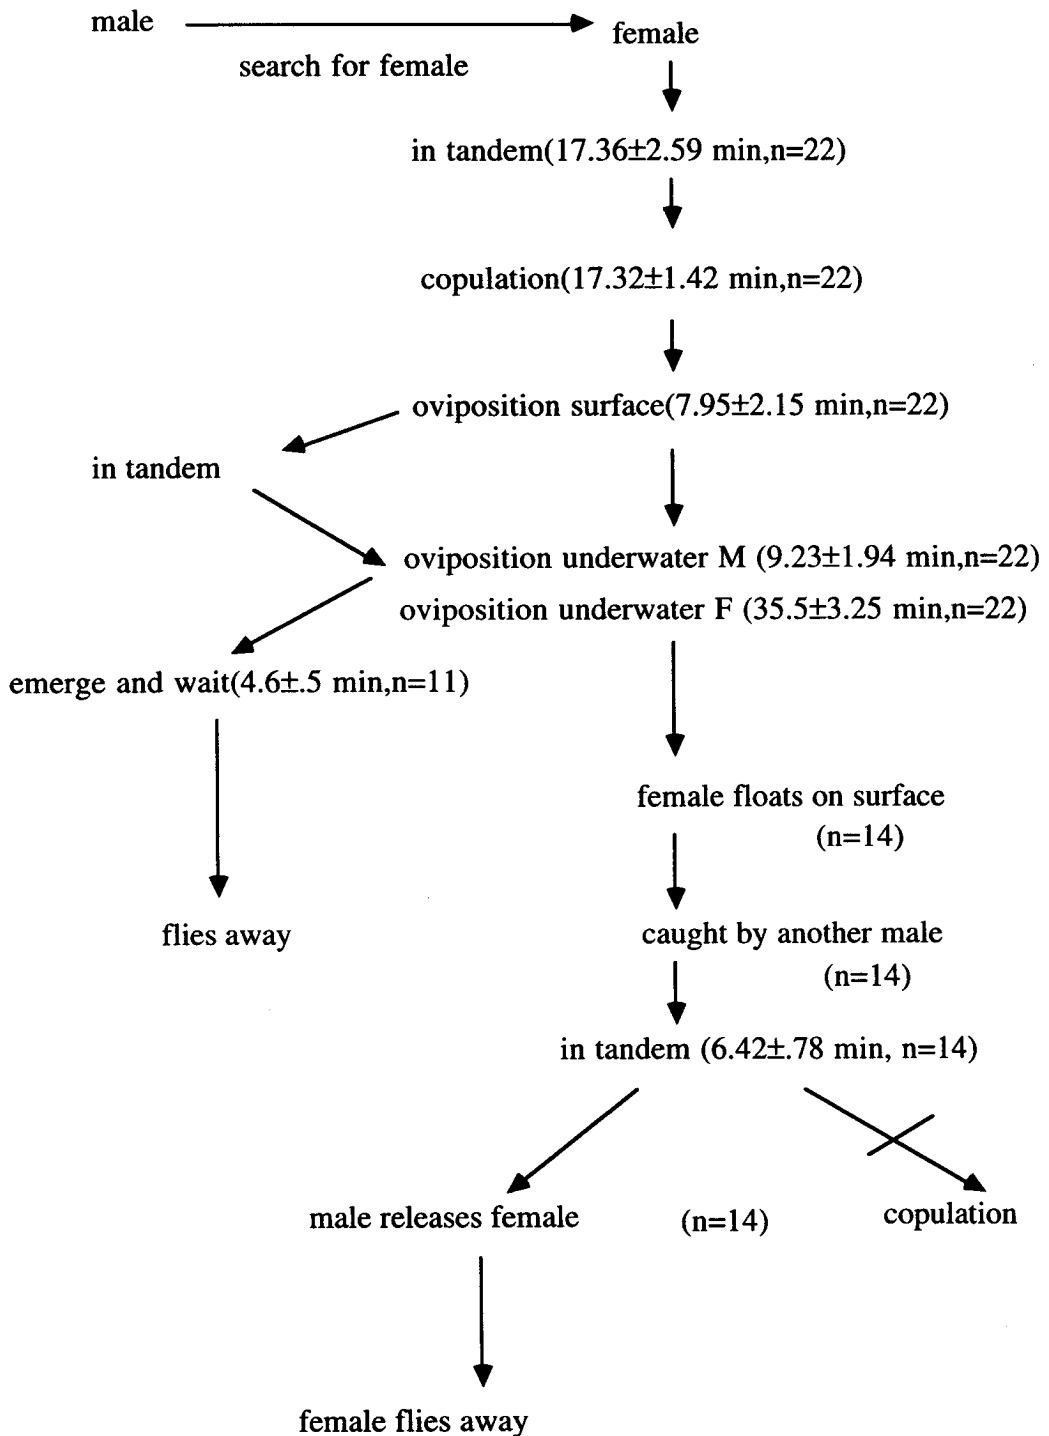 male
female
search for female
in tandem(17.36±2.59 min,n=22)
copulation(17.32±1.42 min,n=22)
oviposition surface(7.95±2.15 min,n=22)
in tandem
oviposition underwater M (9.23±1.94 min,n=22)
oviposition underwater F (35.5±3.25 min,n=22)
emerge and wait(4.6±.5 min,n=11)
female floats on surface
(n=14)
flies away
caught by another male
(n=14)
in tandem (6.42±.78 min, n=14)
male releases female
(n=14)
copulation
female flies away